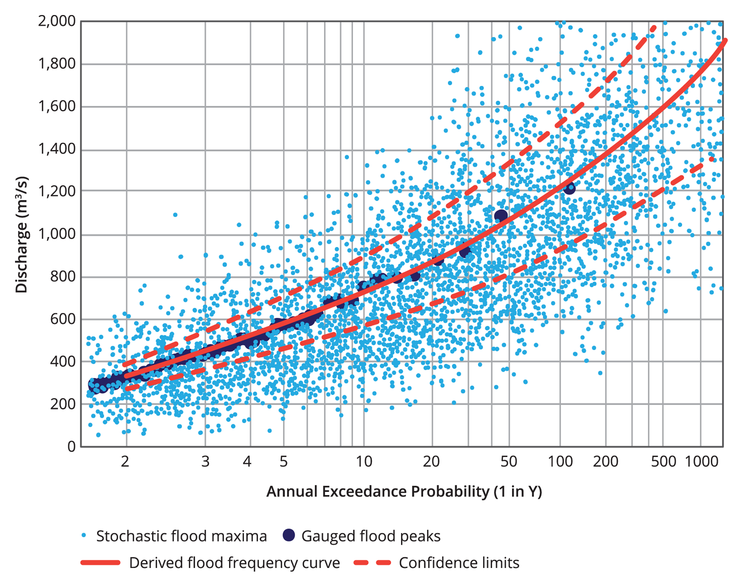 2,000
1,800
1,600
1,400
1,200
1,000
800
600
400
200
0
Discharge (m³/s)
2 3 4 5 10 20 50 100 200 500 1000
Annual Exceedance Probability (1 in Y)
Stochastic flood maxima Gauged flood peaks
Derived flood frequency curve Confidence limits